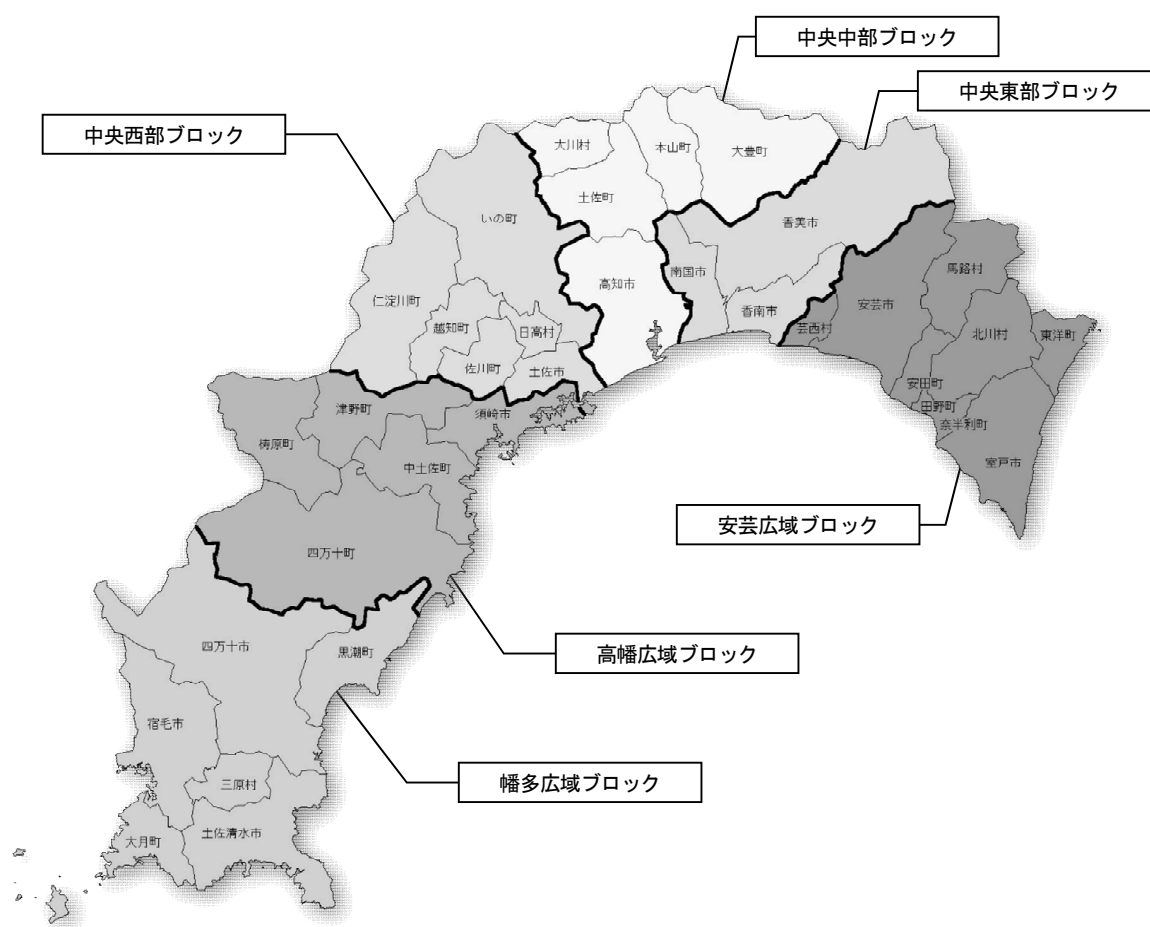 中央中部ブロック
中央東部ブロック
中央西部ブロック
大川村
本山町
大豊町
土佐町
いの町
香美市
高知市
南国市
馬路村
仁淀川町
香南市
安芸市
越知町
日高村
芸西村
北川村
東洋町
佐川町
土佐市
安田町
津野町
須崎市
田野町
奈半利町
梼原町
中土佐町
室戸市
安芸広域ブロック
四万十町
四万十市
黒潮町
高幡広域ブロック
宿毛市
幡多広域ブロック
三原村
土佐清水市
大月町